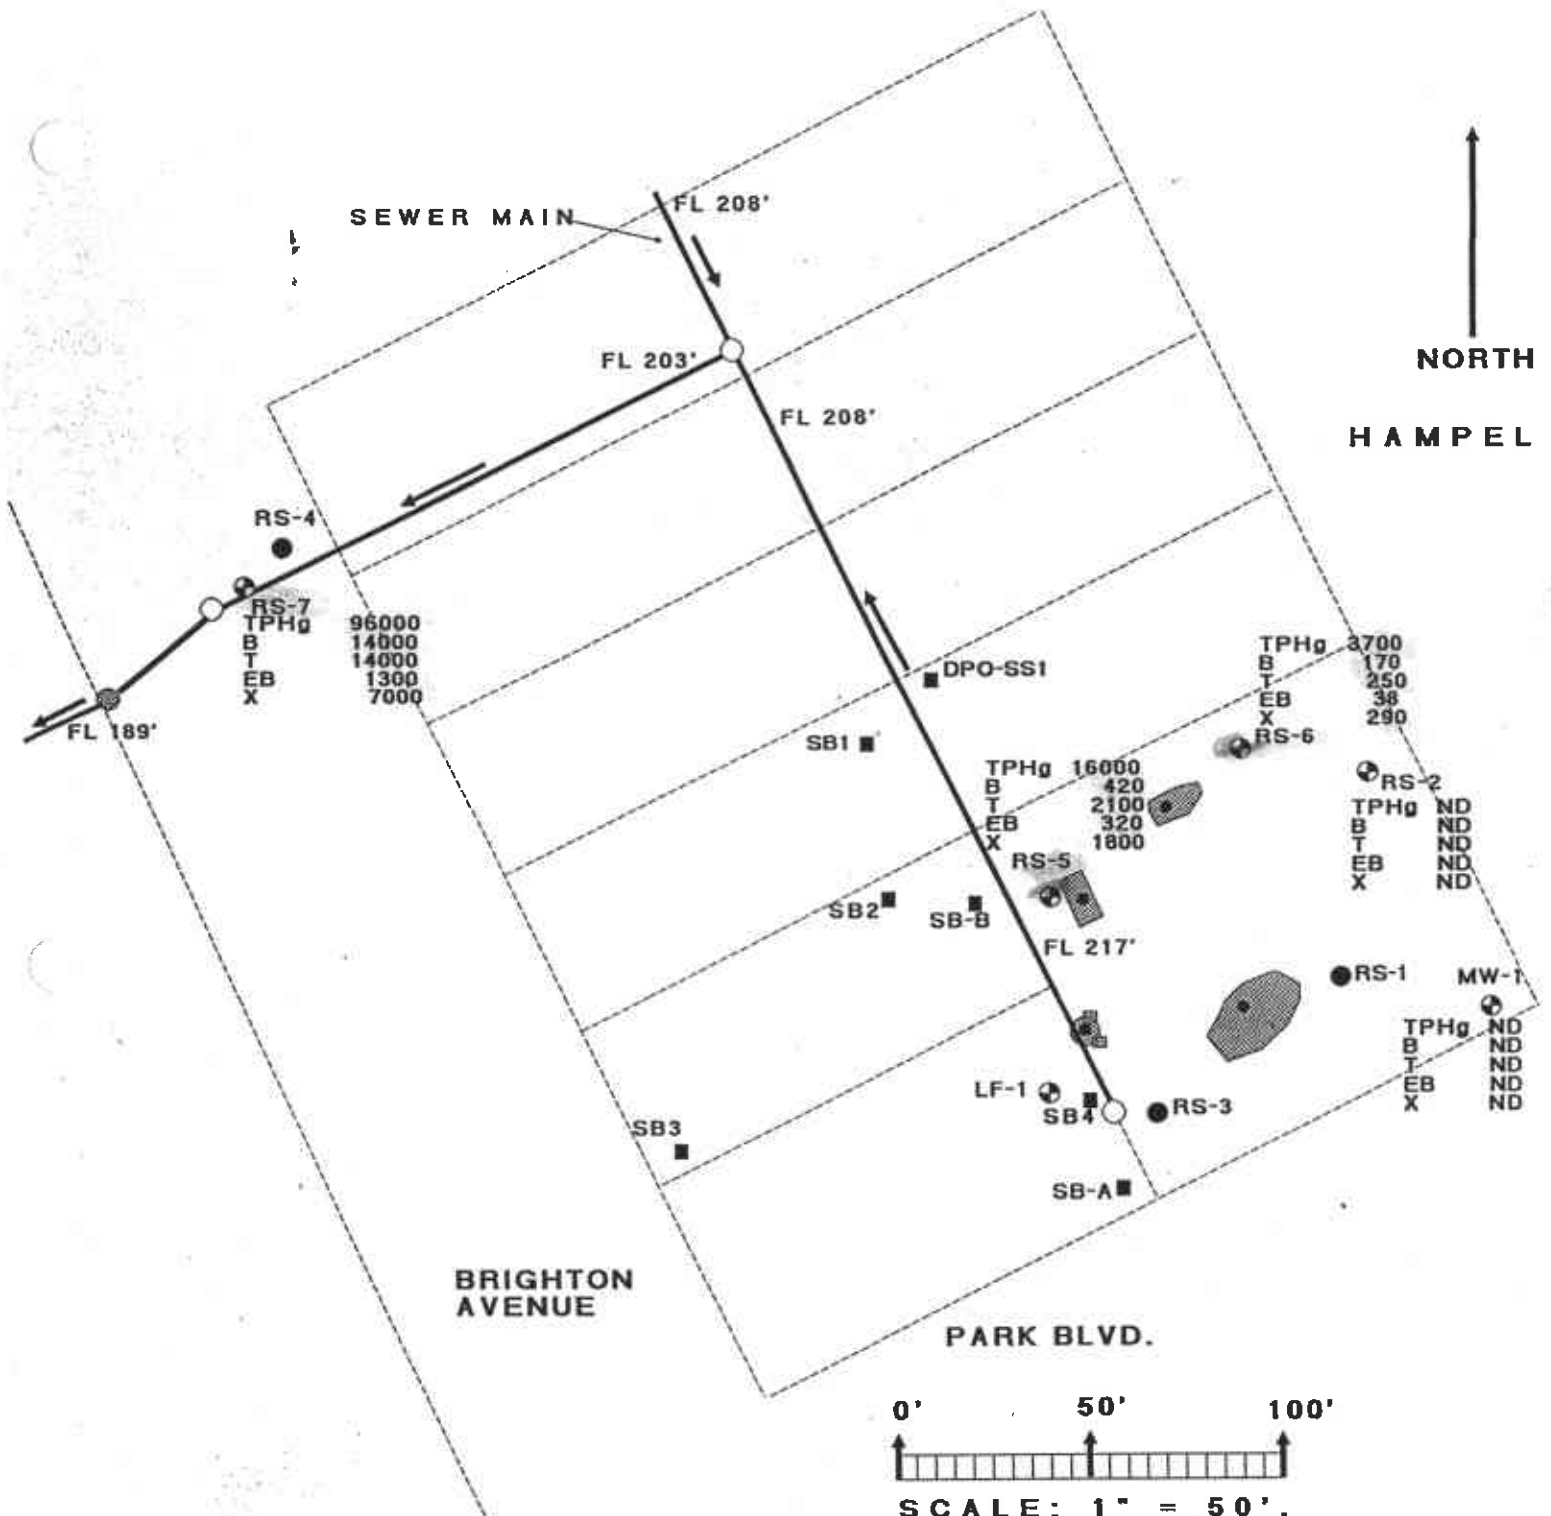 FL 208'
SEWER MAIN
FL 203'
NORTH
FL 208'
HAMPEL
RS-4
RS-7
TPHg 96000
B 14000
T 14000
EB 1300
X 7000
FL 189'
DPO-SS1
TPHg 3700
B 170
T 250
EB 38
X 290
RS-6
SB1
TPHg 16000
B 420
T 2100
EB 320
X 1800
RS-5
RS-2
TPHg ND
B ND
T ND
EB ND
X ND
SB2
SB-B
FL 217'
RS-1
MW-1
TPHg ND
B ND
T ND
EB ND
X ND
LF-1
SB4
RS-3
SB3
SB-A
BRIGHTON
AVENUE
PARK BLVD.
0' 50' 100'
SCALE: 1" = 50'.